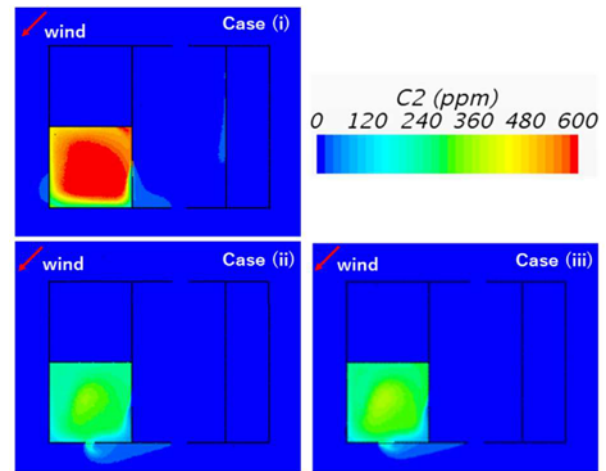 wind
Case (i)
C2 (ppm)
0 120 240 360 480 600
wind
Case (ii)
wind
Case (iii)